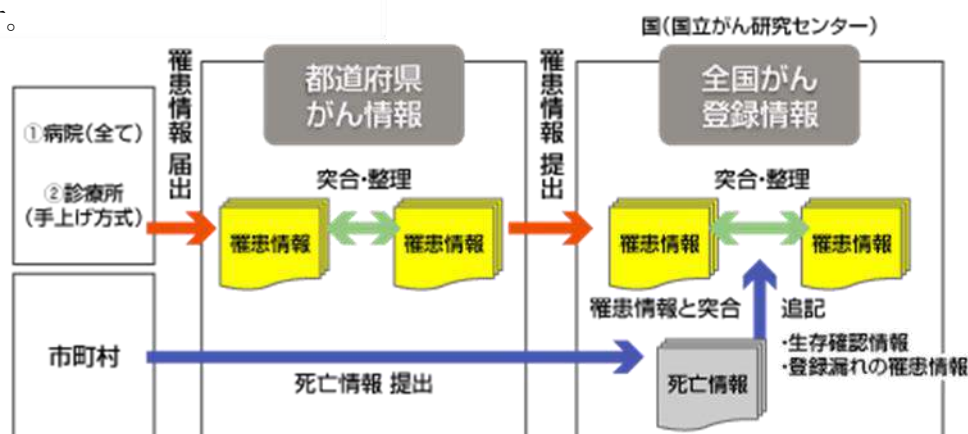 す。
国(国立がん研究センター)
罹患情報 届出
都道府県
がん情報
罹患情報 提出
全国がん
登録情報
①病院(全て)
②診療所
(手上げ方式)
突合・整理
罹患情報
罹患情報
突合・整理
罹患情報
罹患情報
罹患情報と突合
追記
・生存確認情報
・登録漏れの罹患情報
市町村
死亡情報 提出
死亡情報